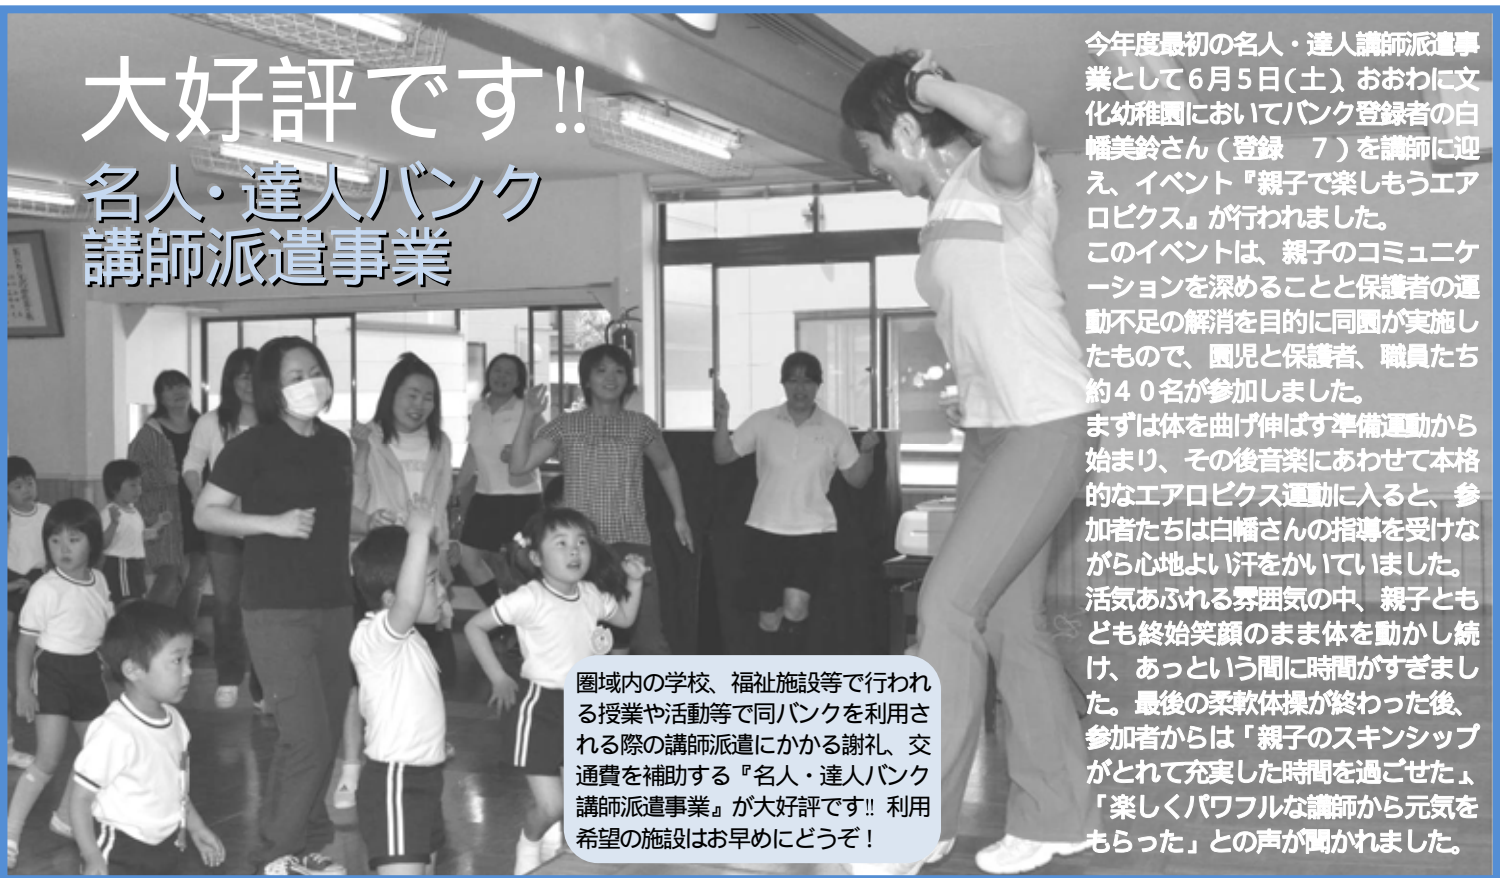 大好評です‼
名人・達人バンク
講師派遣事業
今年度最初の名人・達人講師派遣事
業として６月５日(土)、おおわに文
化幼稚園においてバンク登録者の白
幡美鈴さん（登録　７）を講師に迎
え、イベント『親子で楽しもうエア
ロビクス』が行われました。
このイベントは、親子のコミュニケ
ーションを深めることと保護者の運
動不足の解消を目的に同園が実施し
たもので、園児と保護者、職員たち
約４０名が参加しました。
まずは体を曲げ伸ばす準備運動から
始まり、その後音楽にあわせて本格
的なエアロビクス運動に入ると、参
加者たちは白幡さんの指導を受けな
がら心地よい汗をかいていました。
活気あふれる雰囲気の中、親子とも
ども終始笑顔のまま体を動かし続
け、あっという間に時間がすぎまし
た。最後の柔軟体操が終わった後、
参加者からは「親子のスキンシップ
がとれて充実した時間を過ごせた」、
「楽しくパワフルな講師から元気を
もらった」との声が聞かれました。
圏域内の学校、福祉施設等で行われ
る授業や活動等で同バンクを利用さ
れる際の講師派遣にかかる謝礼、交
通費を補助する『名人・達人バンク
講師派遣事業』が大好評です‼ 利用
希望の施設はお早めにどうぞ！